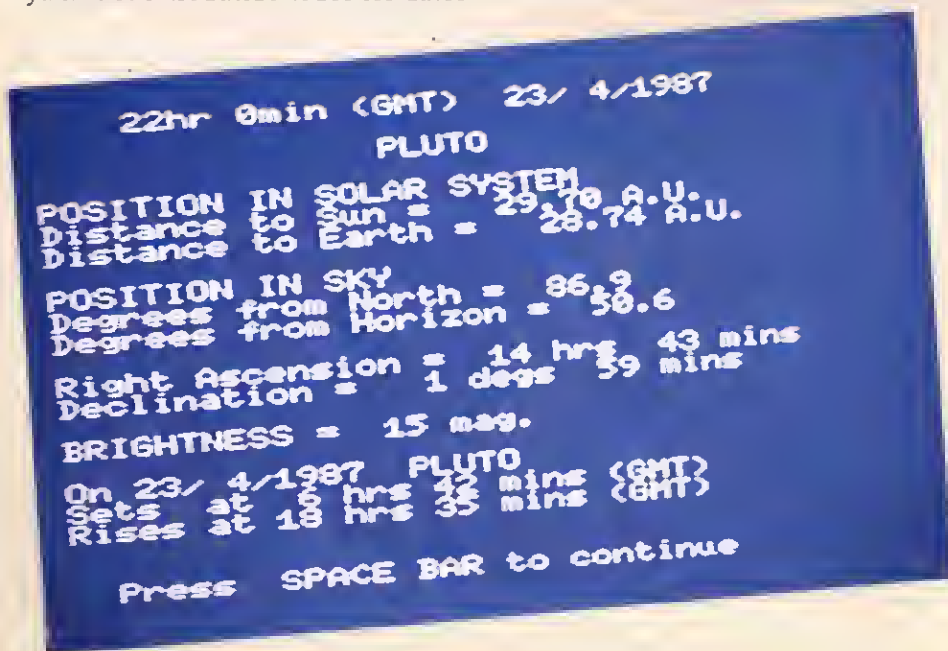 22hr 0min (GMT) 23/ 4/1987
PLUTO
POSITION IN SOLAR SYSTEM
Distance to Sun = 29.70 A.U.
Distance to Earth = 28.74 A.U.
POSITION IN SKY
Degrees from North = 86.9
Degrees from Horizon = 50.6
Right Ascension = 14 hrs 43 mins
Declination = 1 degs 59 mins
BRIGHTNESS = 15 mag.
On 23/ 4/1987 PLUTO
Sets at 6 hrs 42 mins (GMT)
Rises at 18 hrs 35 mins (GMT)
Press SPACE BAR to continue